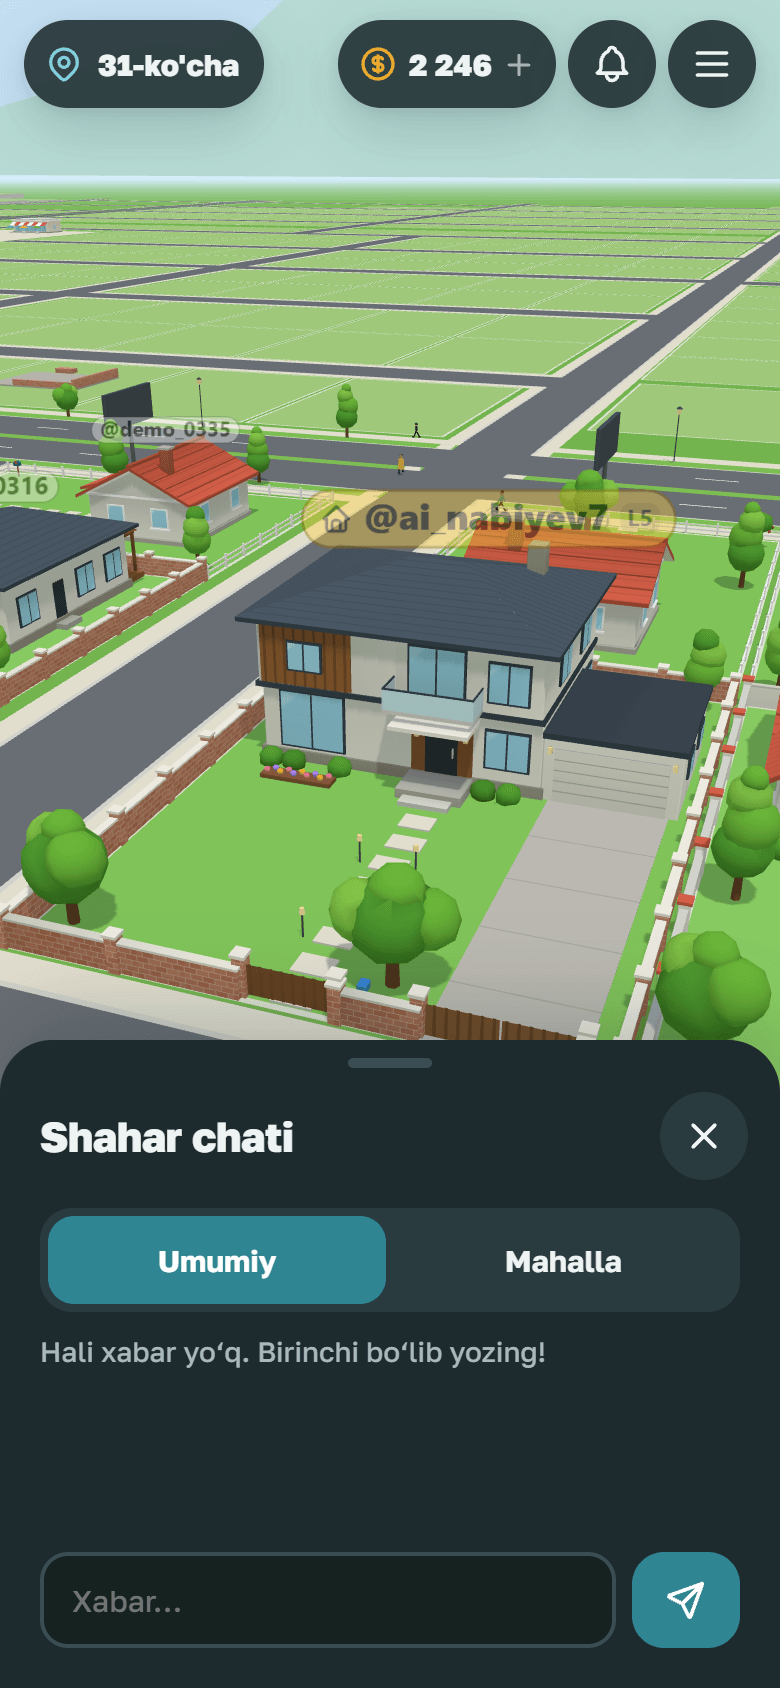 31-ko'cha
2 246
@demo_0335
0316
@ai_nabiyev7 L5
Shahar chati
Umumiy
Mahalla
Hali xabar yo‘q. Birinchi bo‘lib yozing!
Xabar...